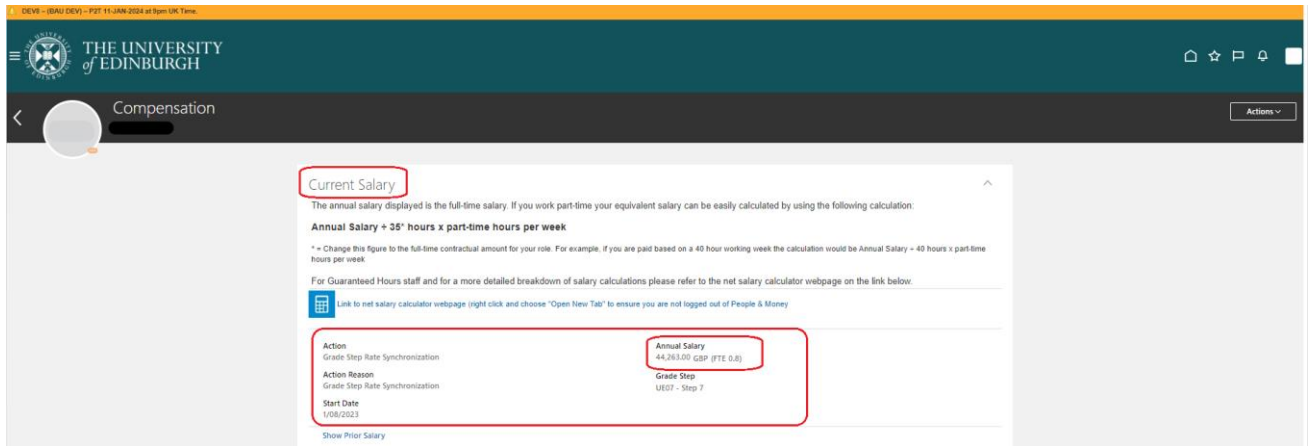 DEV8 – (BAU DEV) – P2T 11-JAN-2024 at 9pm UK Time,
THE UNIVERSITY
of EDINBURGH
Compensation
Actions
Current Salary
The annual salary displayed is the full-time salary. If you work part-time your equivalent salary can be easily calculated by using the following calculation:
Annual Salary ÷ 35* hours x part-time hours per week
* = Change this figure to the full-time contractual amount for your role. For example, if you are paid based on a 40 hour working week the calculation would be Annual Salary ÷ 40 hours x part-time
hours per week
For Guaranteed Hours staff and for a more detailed breakdown of salary calculations please refer to the net salary calculator webpage on the link below.
Link to net salary calculator webpage (right click and choose "Open New Tab" to ensure you are not logged out of People & Money
Action
Grade Step Rate Synchronization
Annual Salary
44,263.00 GBP (FTE 0.8)
Action Reason
Grade Step Rate Synchronization
Grade Step
UE07 - Step 7
Start Date
1/08/2023
Show Prior Salary